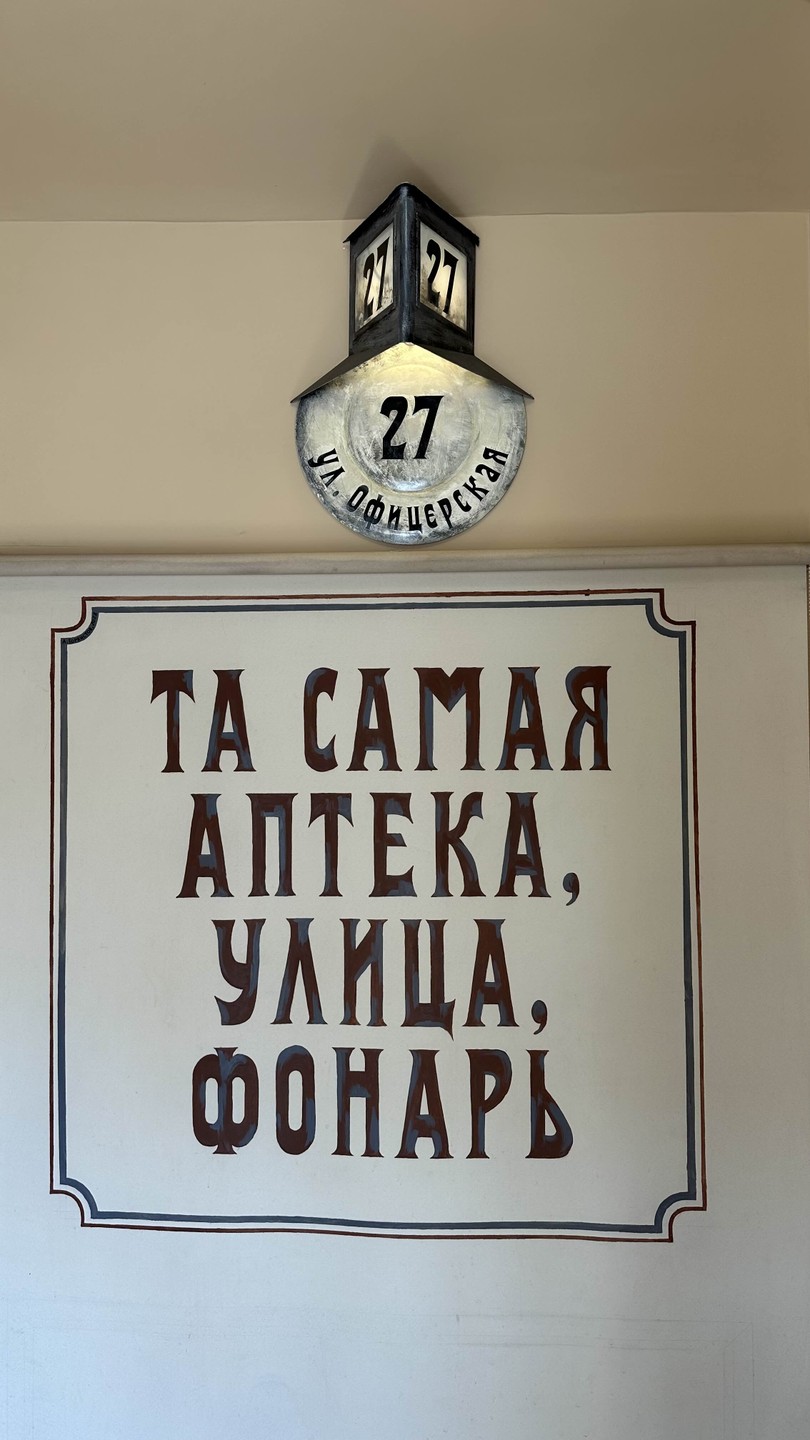 27 27
27
ул. Офицерская
ТА САМАЯ
АПТЕКА,
УЛИЦА,
ФОНАРЬ